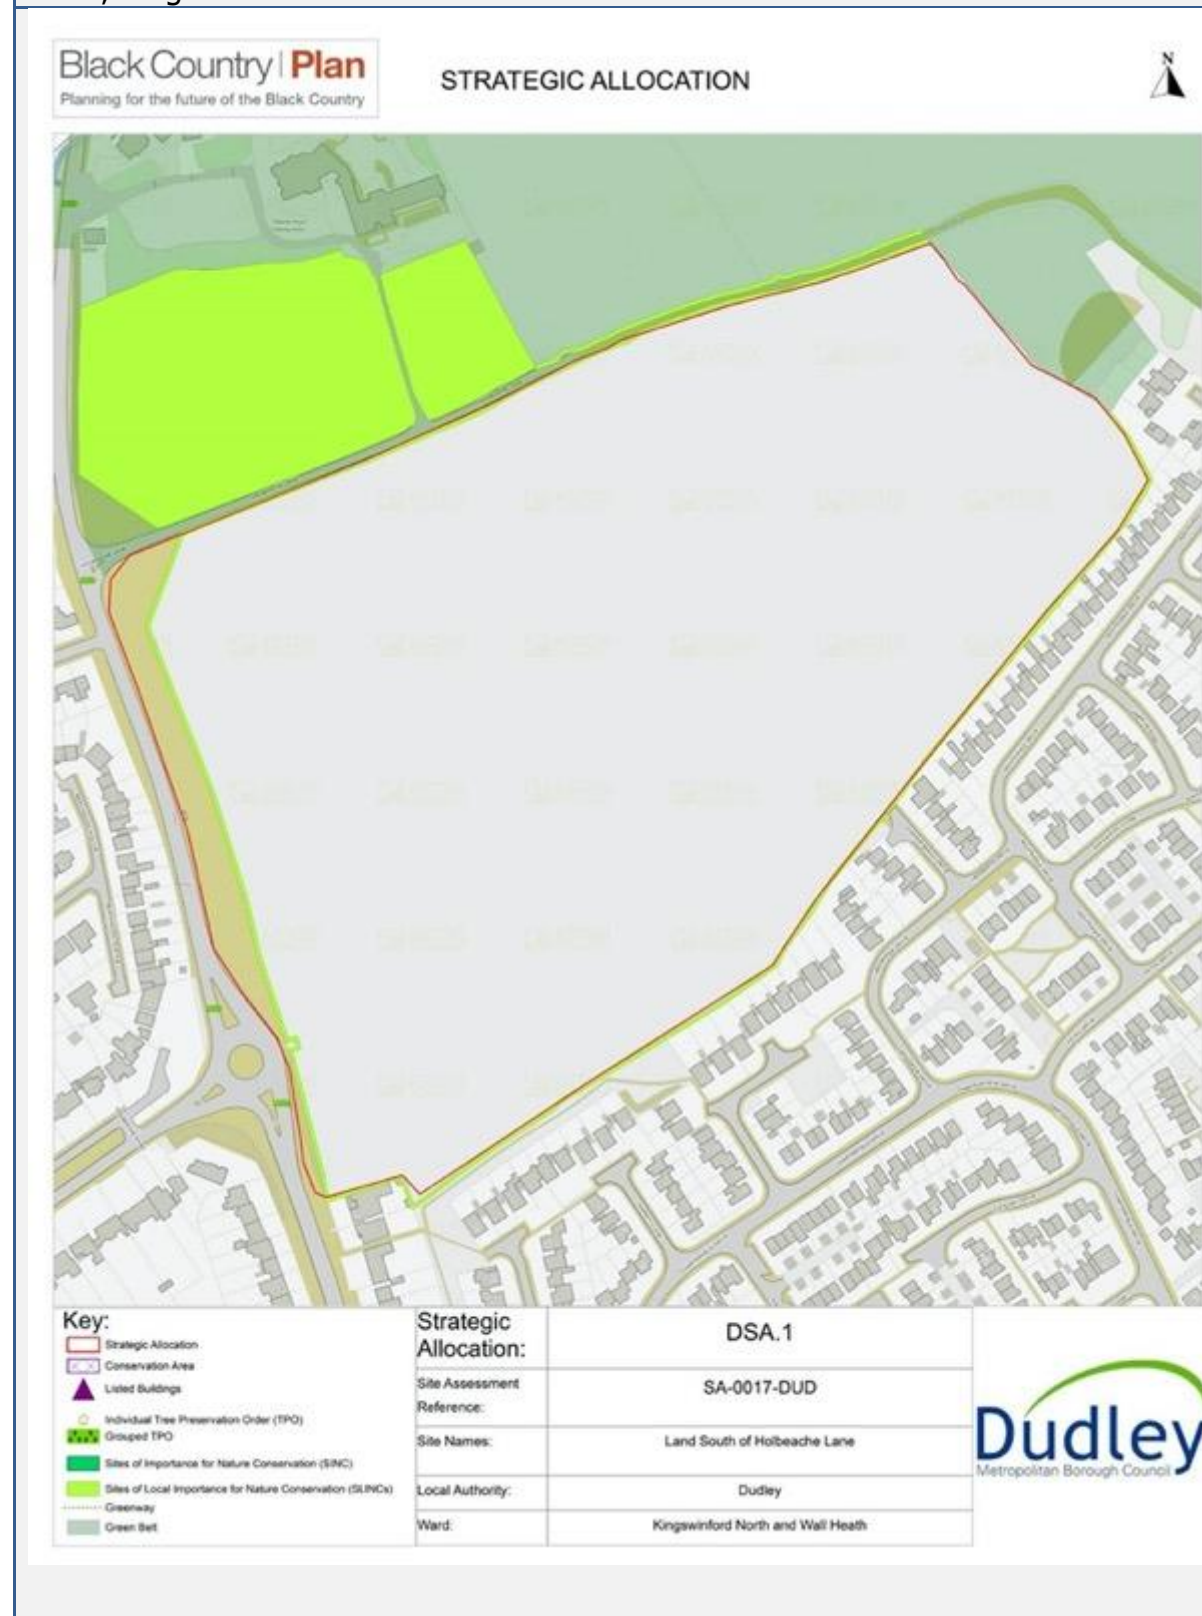 Black Country | Plan
Planning for the future of the Black Country
STRATEGIC ALLOCATION
N
Key:
Strategic Allocation
Conservation Area
Listed Buildings
Individual Tree Preservation Order (TPO)
Grouped TPO
Sites of Importance for Nature Conservation (SINC)
Sites of Local Importance for Nature Conservation (SLINCs)
Greenway
Green Belt
Strategic
Allocation:
DSA.1
Site Assessment
Reference:
SA-0017-DUD
Site Names:
Land South of Holbeache Lane
Local Authority:
Dudley
Ward:
Kingswinford North and Wall Heath
Dudley
Metropolitan Borough Council